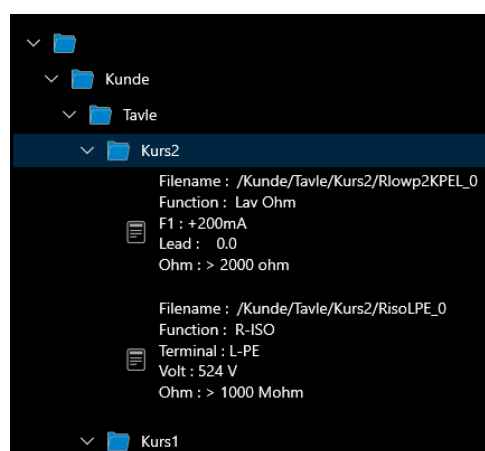 Kunde
Tavle
Kurs2
Filename : /Kunde/Tavle/Kurs2/Rlowp2KPEL_0
Function : Lav Ohm
F1 : +200mA
Lead : 0.0
Ohm : > 2000 ohm
Filename : /Kunde/Tavle/Kurs2/RisoLPE_0
Function : R-ISO
Terminal : L-PE
Volt : 524 V
Ohm : > 1000 Mohm
Kurs1